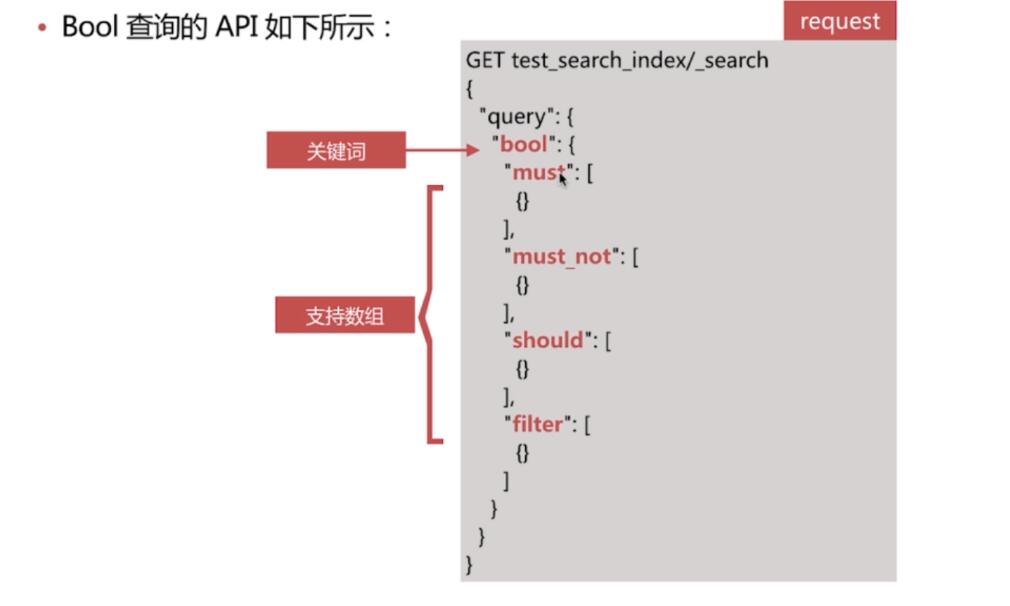 • Bool 查询的 API 如下所示：
request
GET test_search_index/_search
{
"query": {
关键词
"bool": {
"must": [
{}
],
"must_not": [
{}
],
支持数组
"should": [
{}
],
"filter": [
{}
]
}
}
}